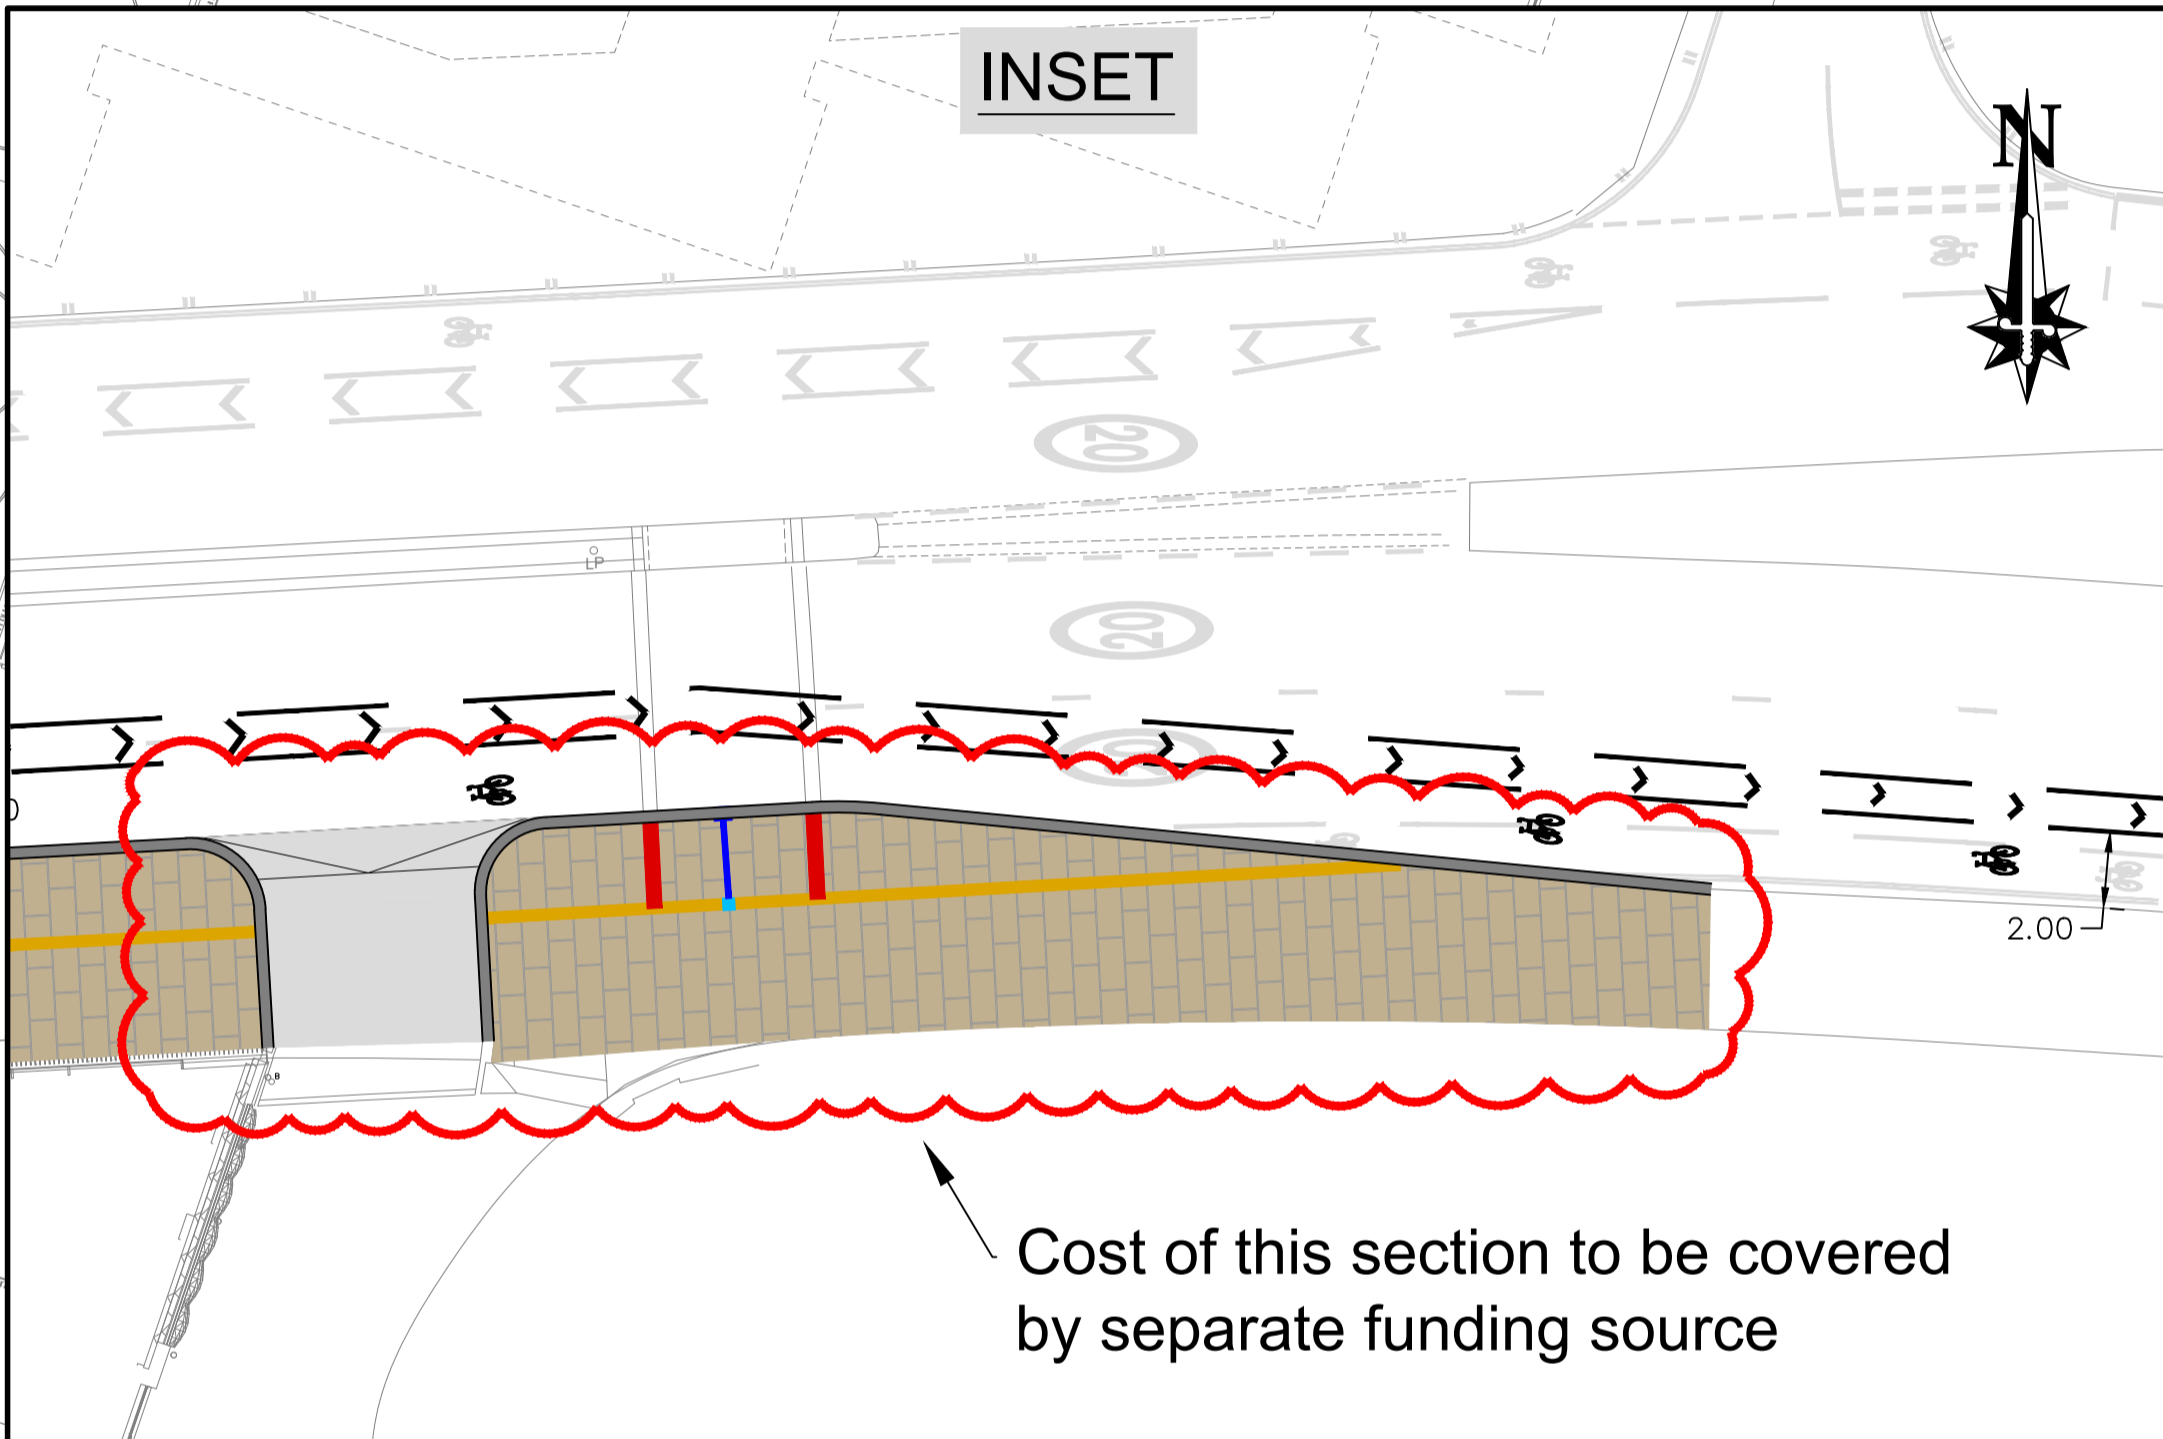 INSET
N
20
LP
20
2.00
B
Cost of this section to be covered
by separate funding source